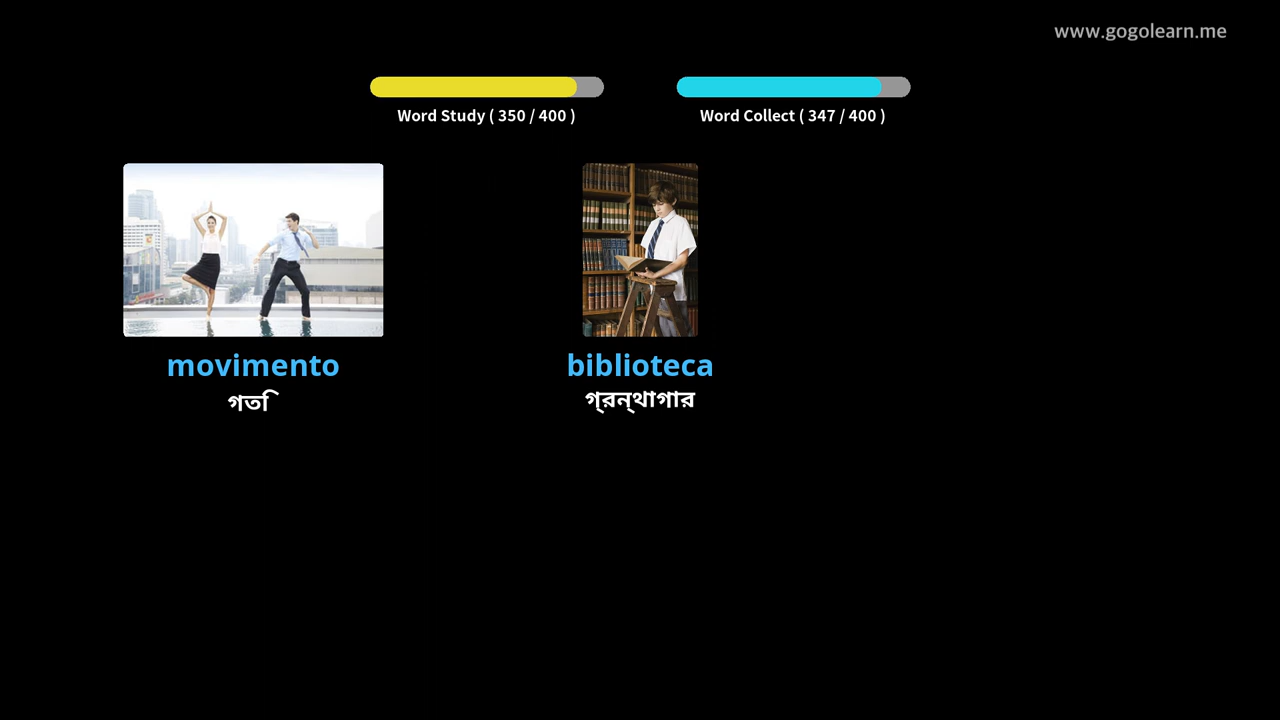 www.gogolearn.me
Word Study ( 350 / 400 )
Word Collect ( 347 / 400 )
movimento
গতি
biblioteca
গ্রন্থাগার